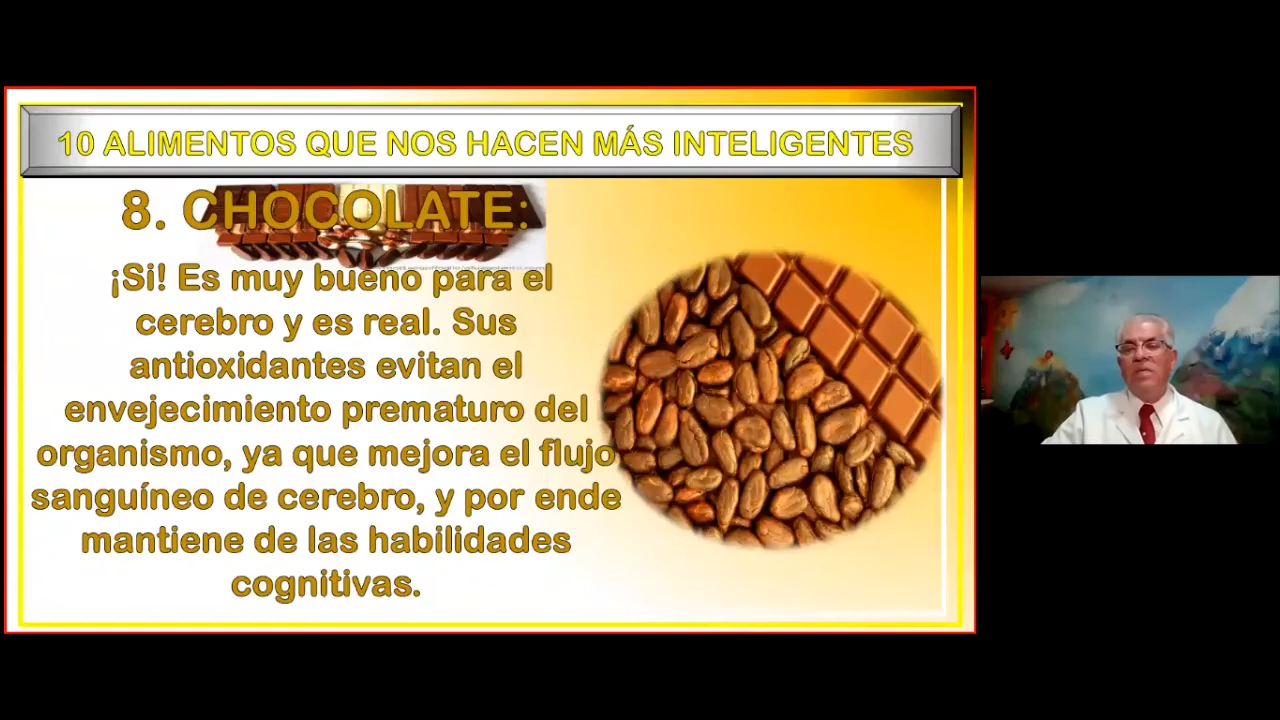 10 ALIMENTOS QUE NOS HACEN MÁS INTELIGENTES
8. CHOCOLATE:
¡Si! Es muy bueno para el
cerebro y es real. Sus
antioxidantes evitan el
envejecimiento prematuro del
organismo, ya que mejora el flujo
sanguíneo de cerebro, y por ende
mantiene de las habilidades
cognitivas.